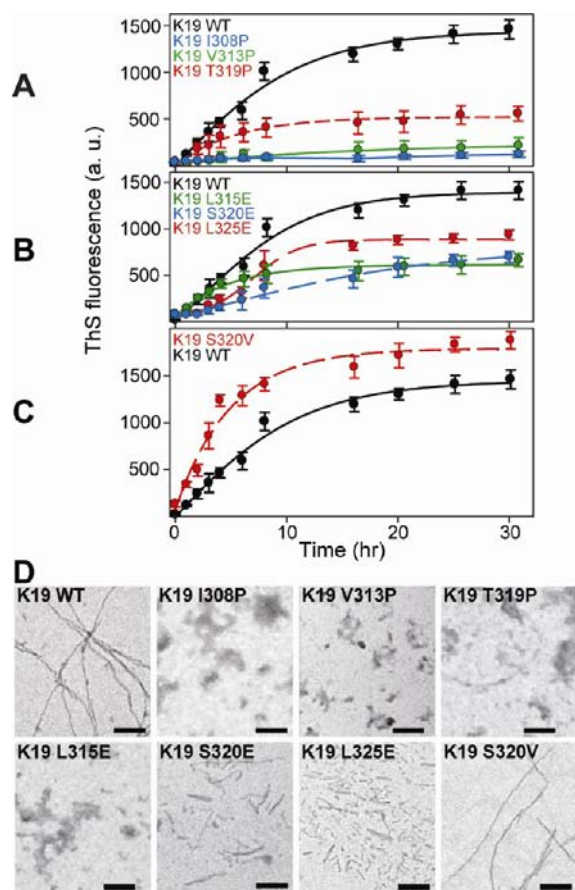 A
1500
1000
500
K19 WT
K19 I308P
K19 V313P
K19 T319P
B
ThS fluorescence (a. u.)
1500
1000
500
K19 WT
K19 L315E
K19 S320E
K19 L325E
C
1500
1000
500
K19 S320V
K19 WT
0 10 20 30
Time (hr)
D
K19 WT
K19 I308P
K19 V313P
K19 T319P
K19 L315E
K19 S320E
K19 L325E
K19 S320V